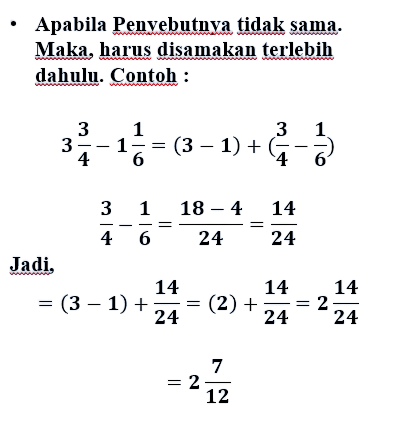 • Apabila Penyebutnya tidak sama.
Maka, harus disamakan terlebih
dahulu. Contoh :
3 3/4 − 1 1/6 = (3 − 1) + (3/4 − 1/6)
3/4 − 1/6 = (18 − 4)/24 = 14/24
Jadi,
= (3 − 1) + 14/24 = (2) + 14/24 = 2 14/24
= 2 7/12